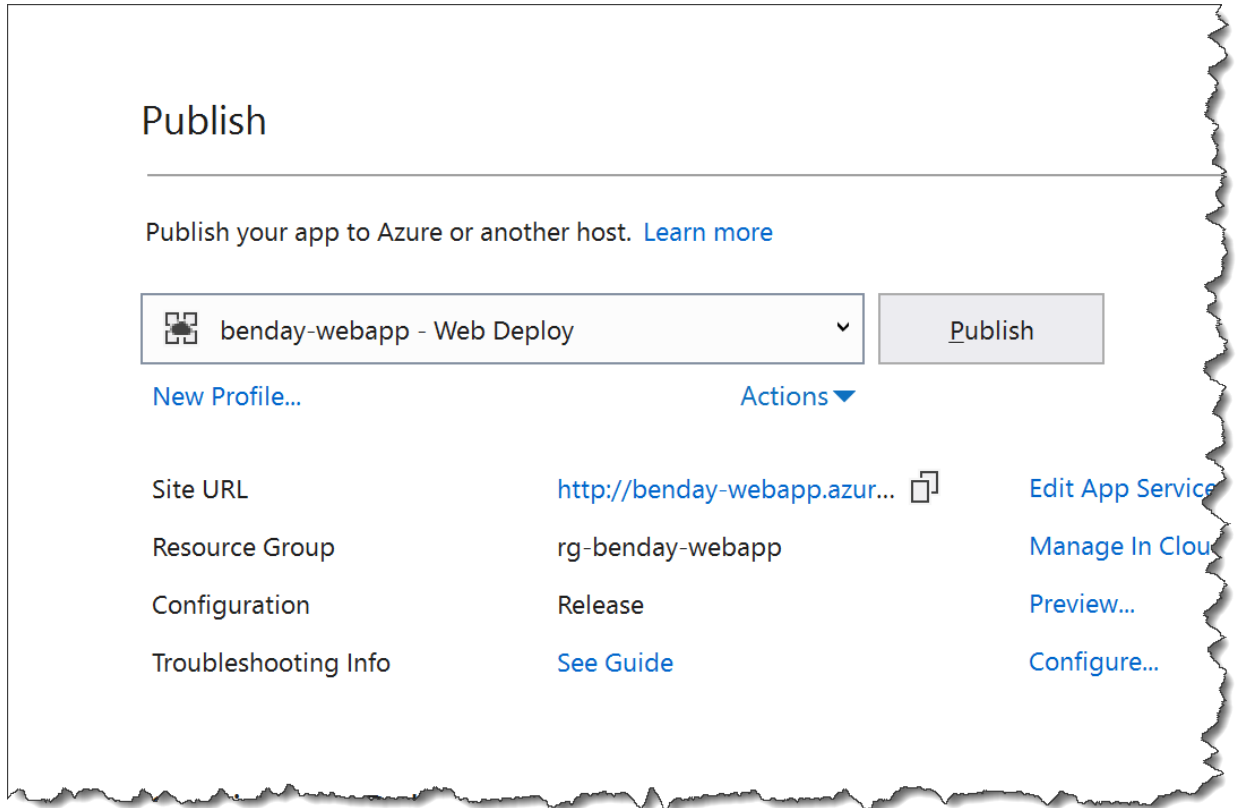 Publish
Publish your app to Azure or another host. Learn more
benday-webapp - Web Deploy Publish
New Profile... Actions
Site URL http://benday-webapp.azur... Edit App Service
Resource Group rg-benday-webapp Manage In Clou
Configuration Release Preview...
Troubleshooting Info See Guide Configure...